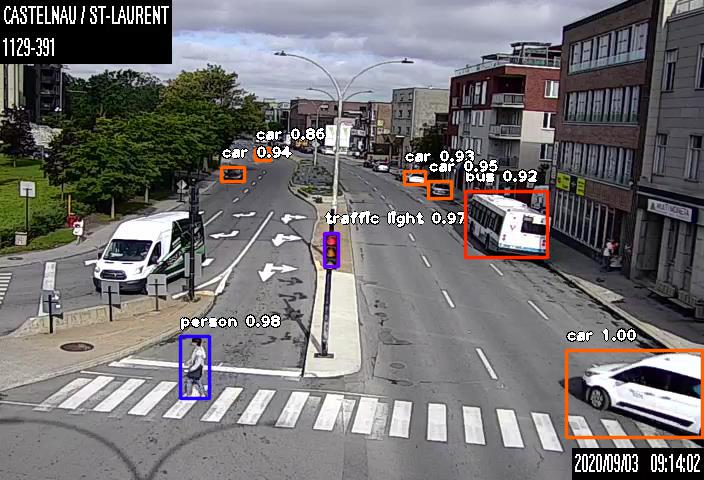 CASTELNAU / ST-LAURENT
1129-391
car 0.86
car 0.94
car 0.93
car 0.95
bus 0.92
traffic light 0.97
person 0.98
car 1.00
2020/09/03 09:14:02